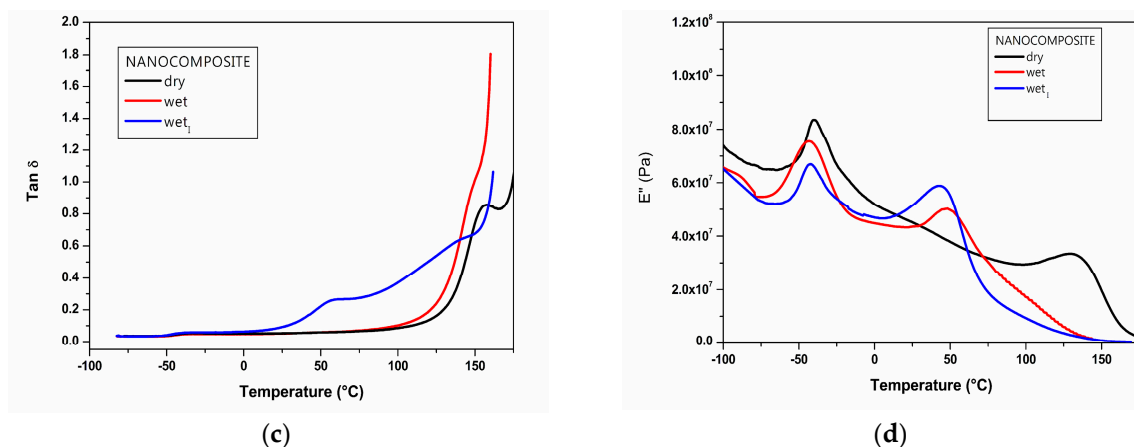 2.0
1.8
1.6
1.4
1.2
1.0
0.8
0.6
0.4
0.2
0.0
Tan δ
NANOCOMPOSITE
dry
wet
wetI
-100 -50 0 50 100 150
Temperature (°C)
(c)
1.2x10⁸
1.0x10⁸
8.0x10⁷
6.0x10⁷
4.0x10⁷
2.0x10⁷
0.0
E" (Pa)
NANOCOMPOSITE
dry
wet
wetI
-100 -50 0 50 100 150
Temperature (°C)
(d)